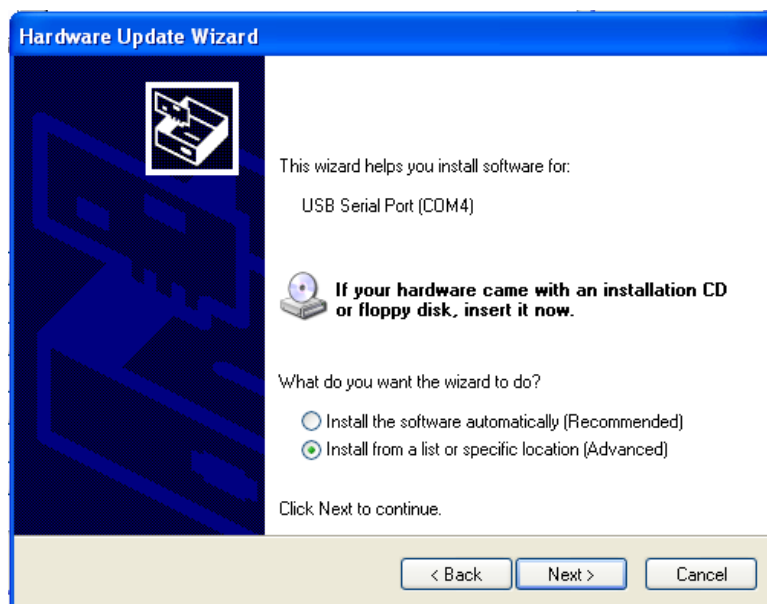 Hardware Update Wizard
This wizard helps you install software for:
USB Serial Port (COM4)
If your hardware came with an installation CD
or floppy disk, insert it now.
What do you want the wizard to do?
Install the software automatically (Recommended)
Install from a list or specific location (Advanced)
Click Next to continue.
< Back
Next >
Cancel